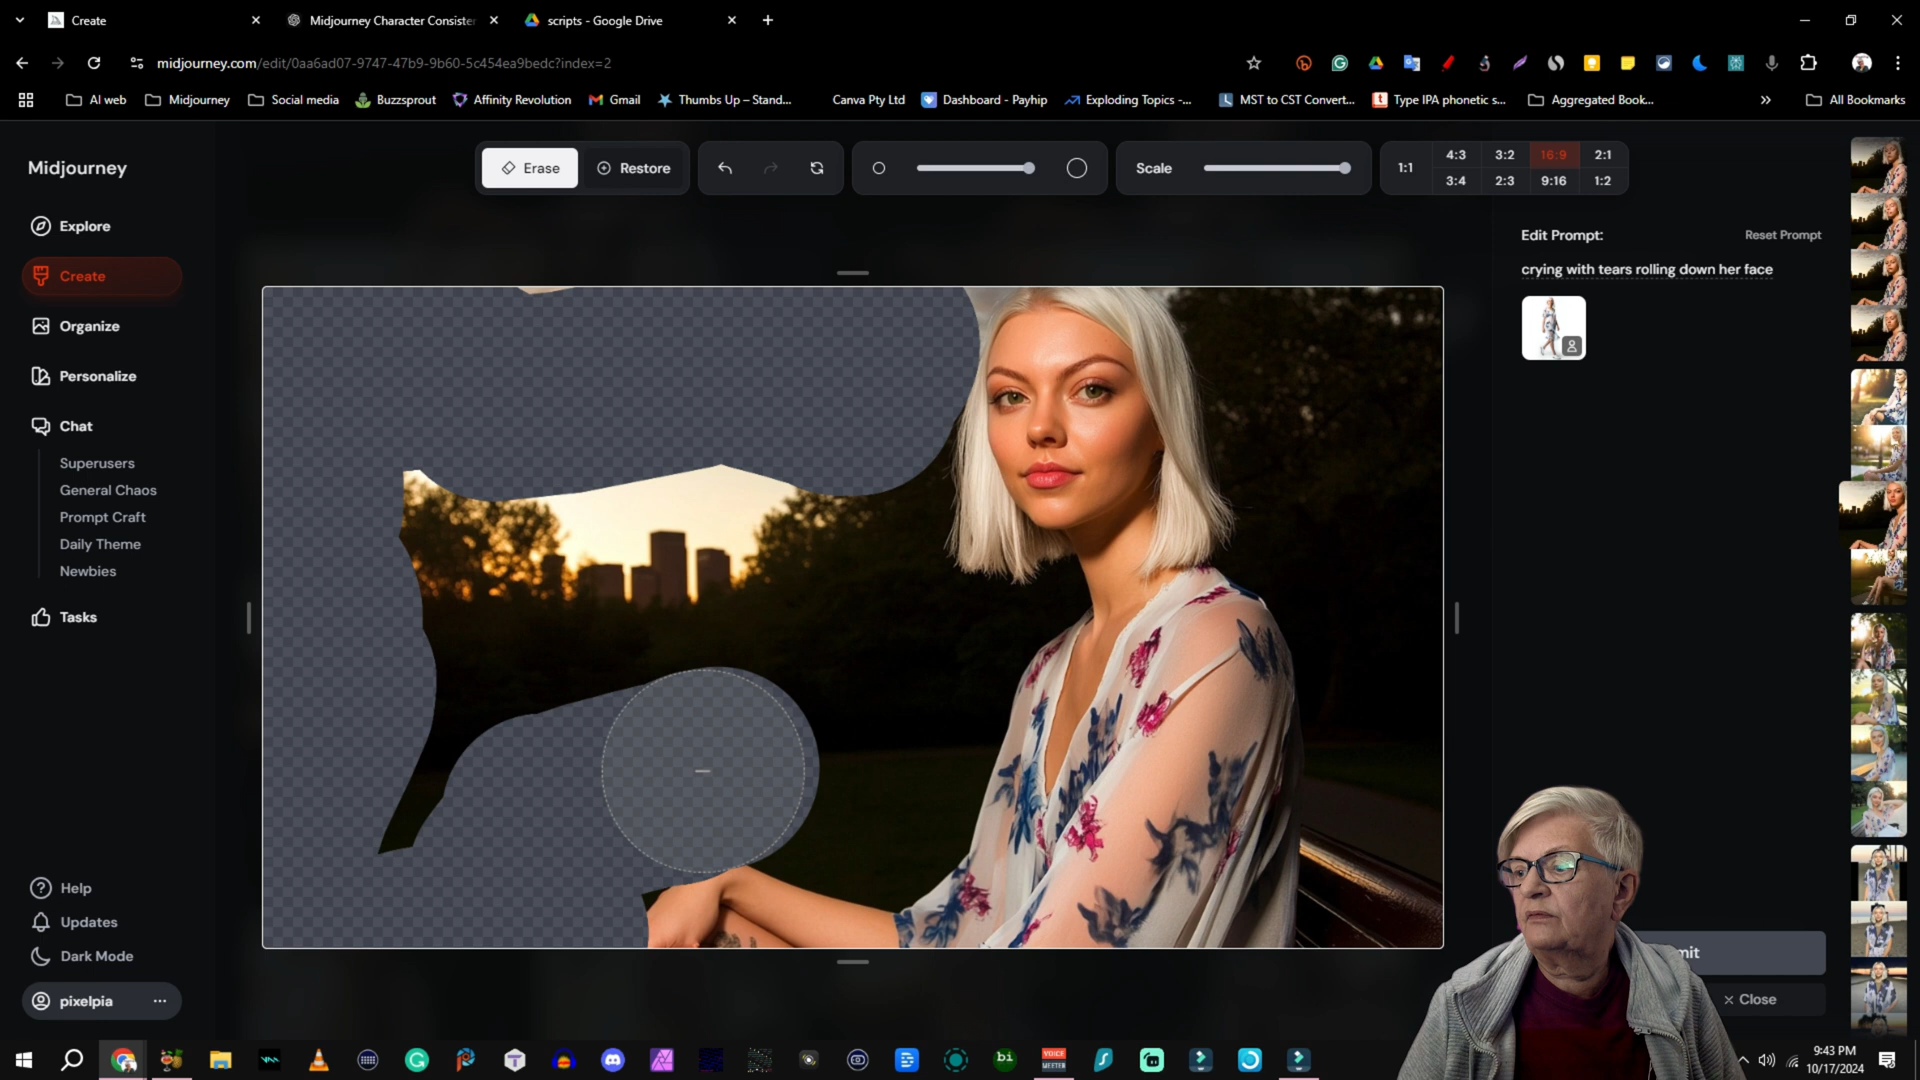 Create
Midjourney Character Consister
scripts - Google Drive
midjourney.com/edit/0aa6ad07-9747-47b9-9b60-5c454ea9bedc?index=2
AI web
Midjourney
Social media
Buzzsprout
Affinity Revolution
Gmail
Thumbs Up – Stand...
Canva Pty Ltd
Dashboard - Payhip
Exploding Topics -...
MST to CST Convert...
Type IPA phonetic s...
Aggregated Book...
All Bookmarks
Midjourney
Explore
Create
Organize
Personalize
Chat
Superusers
General Chaos
Prompt Craft
Daily Theme
Newbies
Tasks
Help
Updates
Dark Mode
pixelpia
Erase
Restore
Scale
1:1
4:3 3:2 16:9 2:1
3:4 2:3 9:16 1:2
Edit Prompt:
Reset Prompt
crying with tears rolling down her face
mit
Close
bi
VOICE
MEETER
9:43 PM
10/17/2024